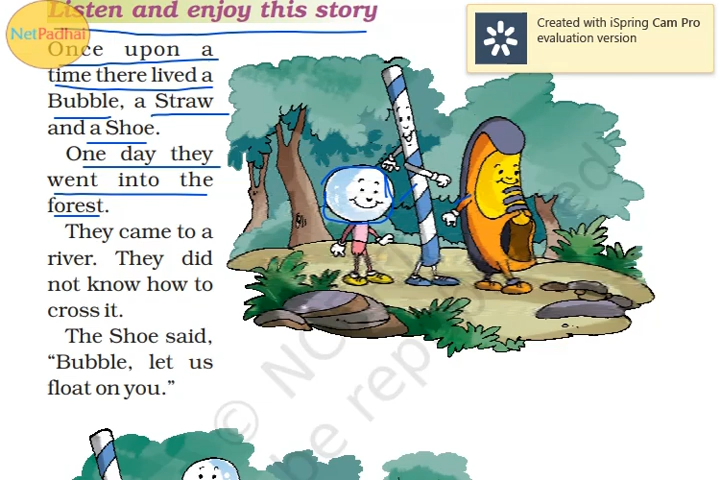 Listen and enjoy this story
NetPadhai
Created with iSpring Cam Pro
evaluation version
Once upon a
time there lived a
Bubble, a Straw
and a Shoe.
One day they
went into the
forest.
They came to a
river. They did
not know how to
cross it.
The Shoe said,
“Bubble, let us
float on you.”